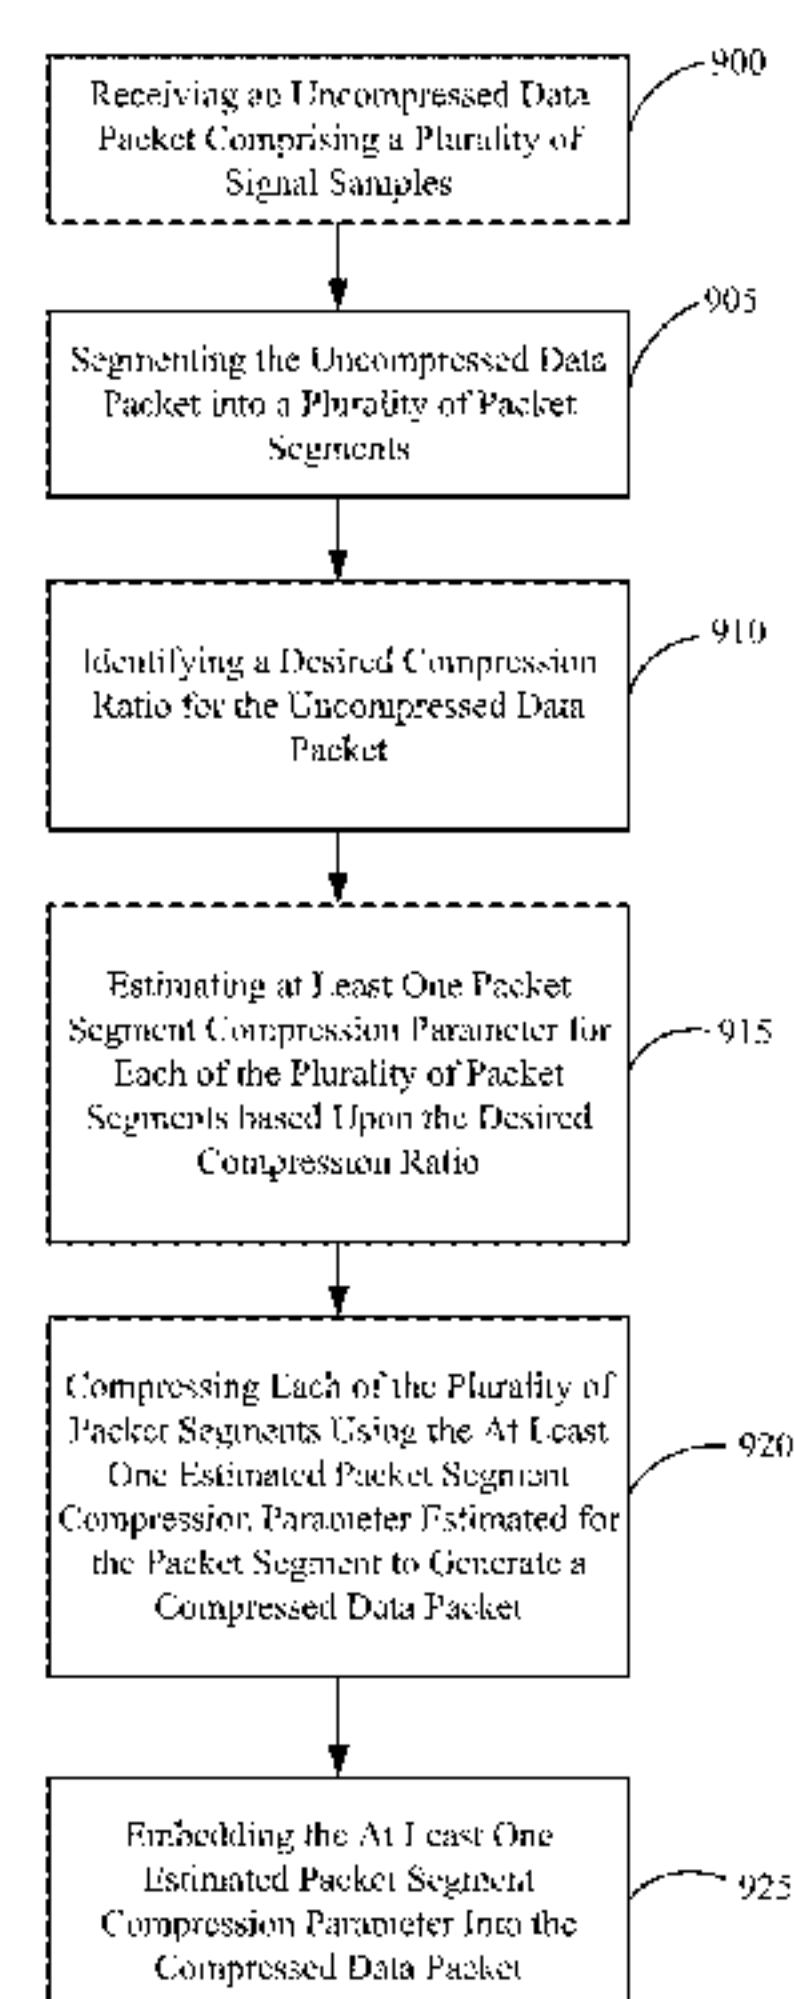 900
Receiving an Uncompressed Data
Packet Comprising a Plurality of
Signal Samples
905
Segmenting the Uncompressed Data
Packet into a Plurality of Packet
Segments
910
Identifying a Desired Compression
Ratio for the Uncompressed Data
Packet
Estimating at Least One Packet
Segment Compression Parameter for
915
Each of the Plurality of Packet
Segments based Upon the Desired
Compression Ratio
Compressing Each of the Plurality of
Packet Segments Using the At Least
920
One Estimated Packet Segment
Compression Parameter Estimated for
the Packet Segment to Generate a
Compressed Data Packet
Embedding the At Least One
Estimated Packet Segment
925
Compression Parameter Into the
Compressed Data Packet